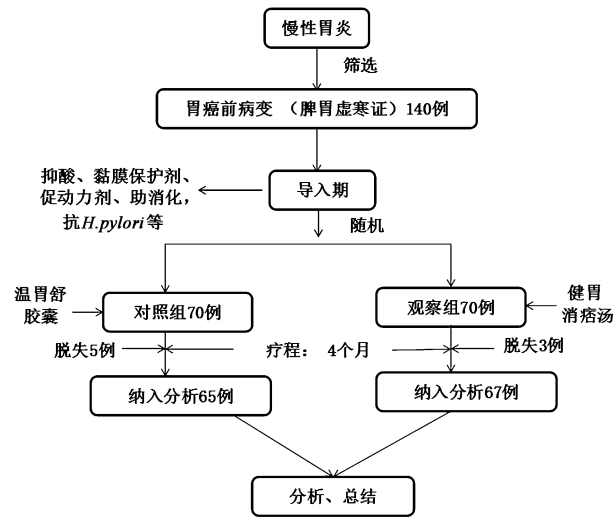 慢性胃炎
筛选
胃癌前病变 （脾胃虚寒证）140例
抑酸、黏膜保护剂、
促动力剂、助消化，
抗H.pylori等
导入期
随机
温胃舒
胶囊
对照组70例
观察组70例
健胃
消痞汤
脱失5例
疗程： 4个月
脱失3例
纳入分析65例
纳入分析67例
分析、总结